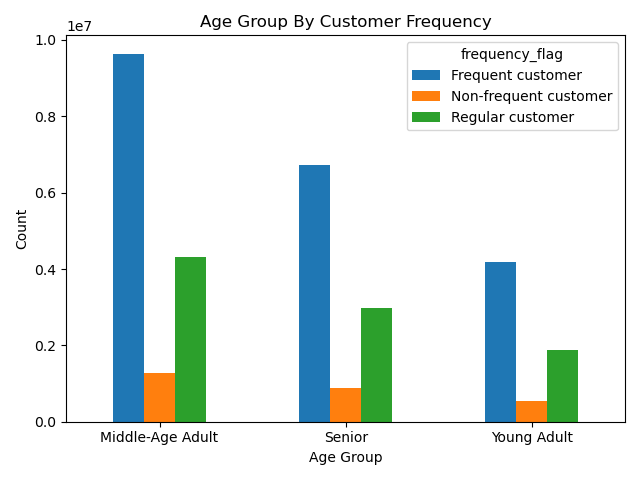 Age Group By Customer Frequency
1e7
frequency_flag
Frequent customer
Non-frequent customer
Regular customer
1.0
0.8
0.6
0.4
0.2
0.0
Count
Middle-Age Adult
Senior
Young Adult
Age Group